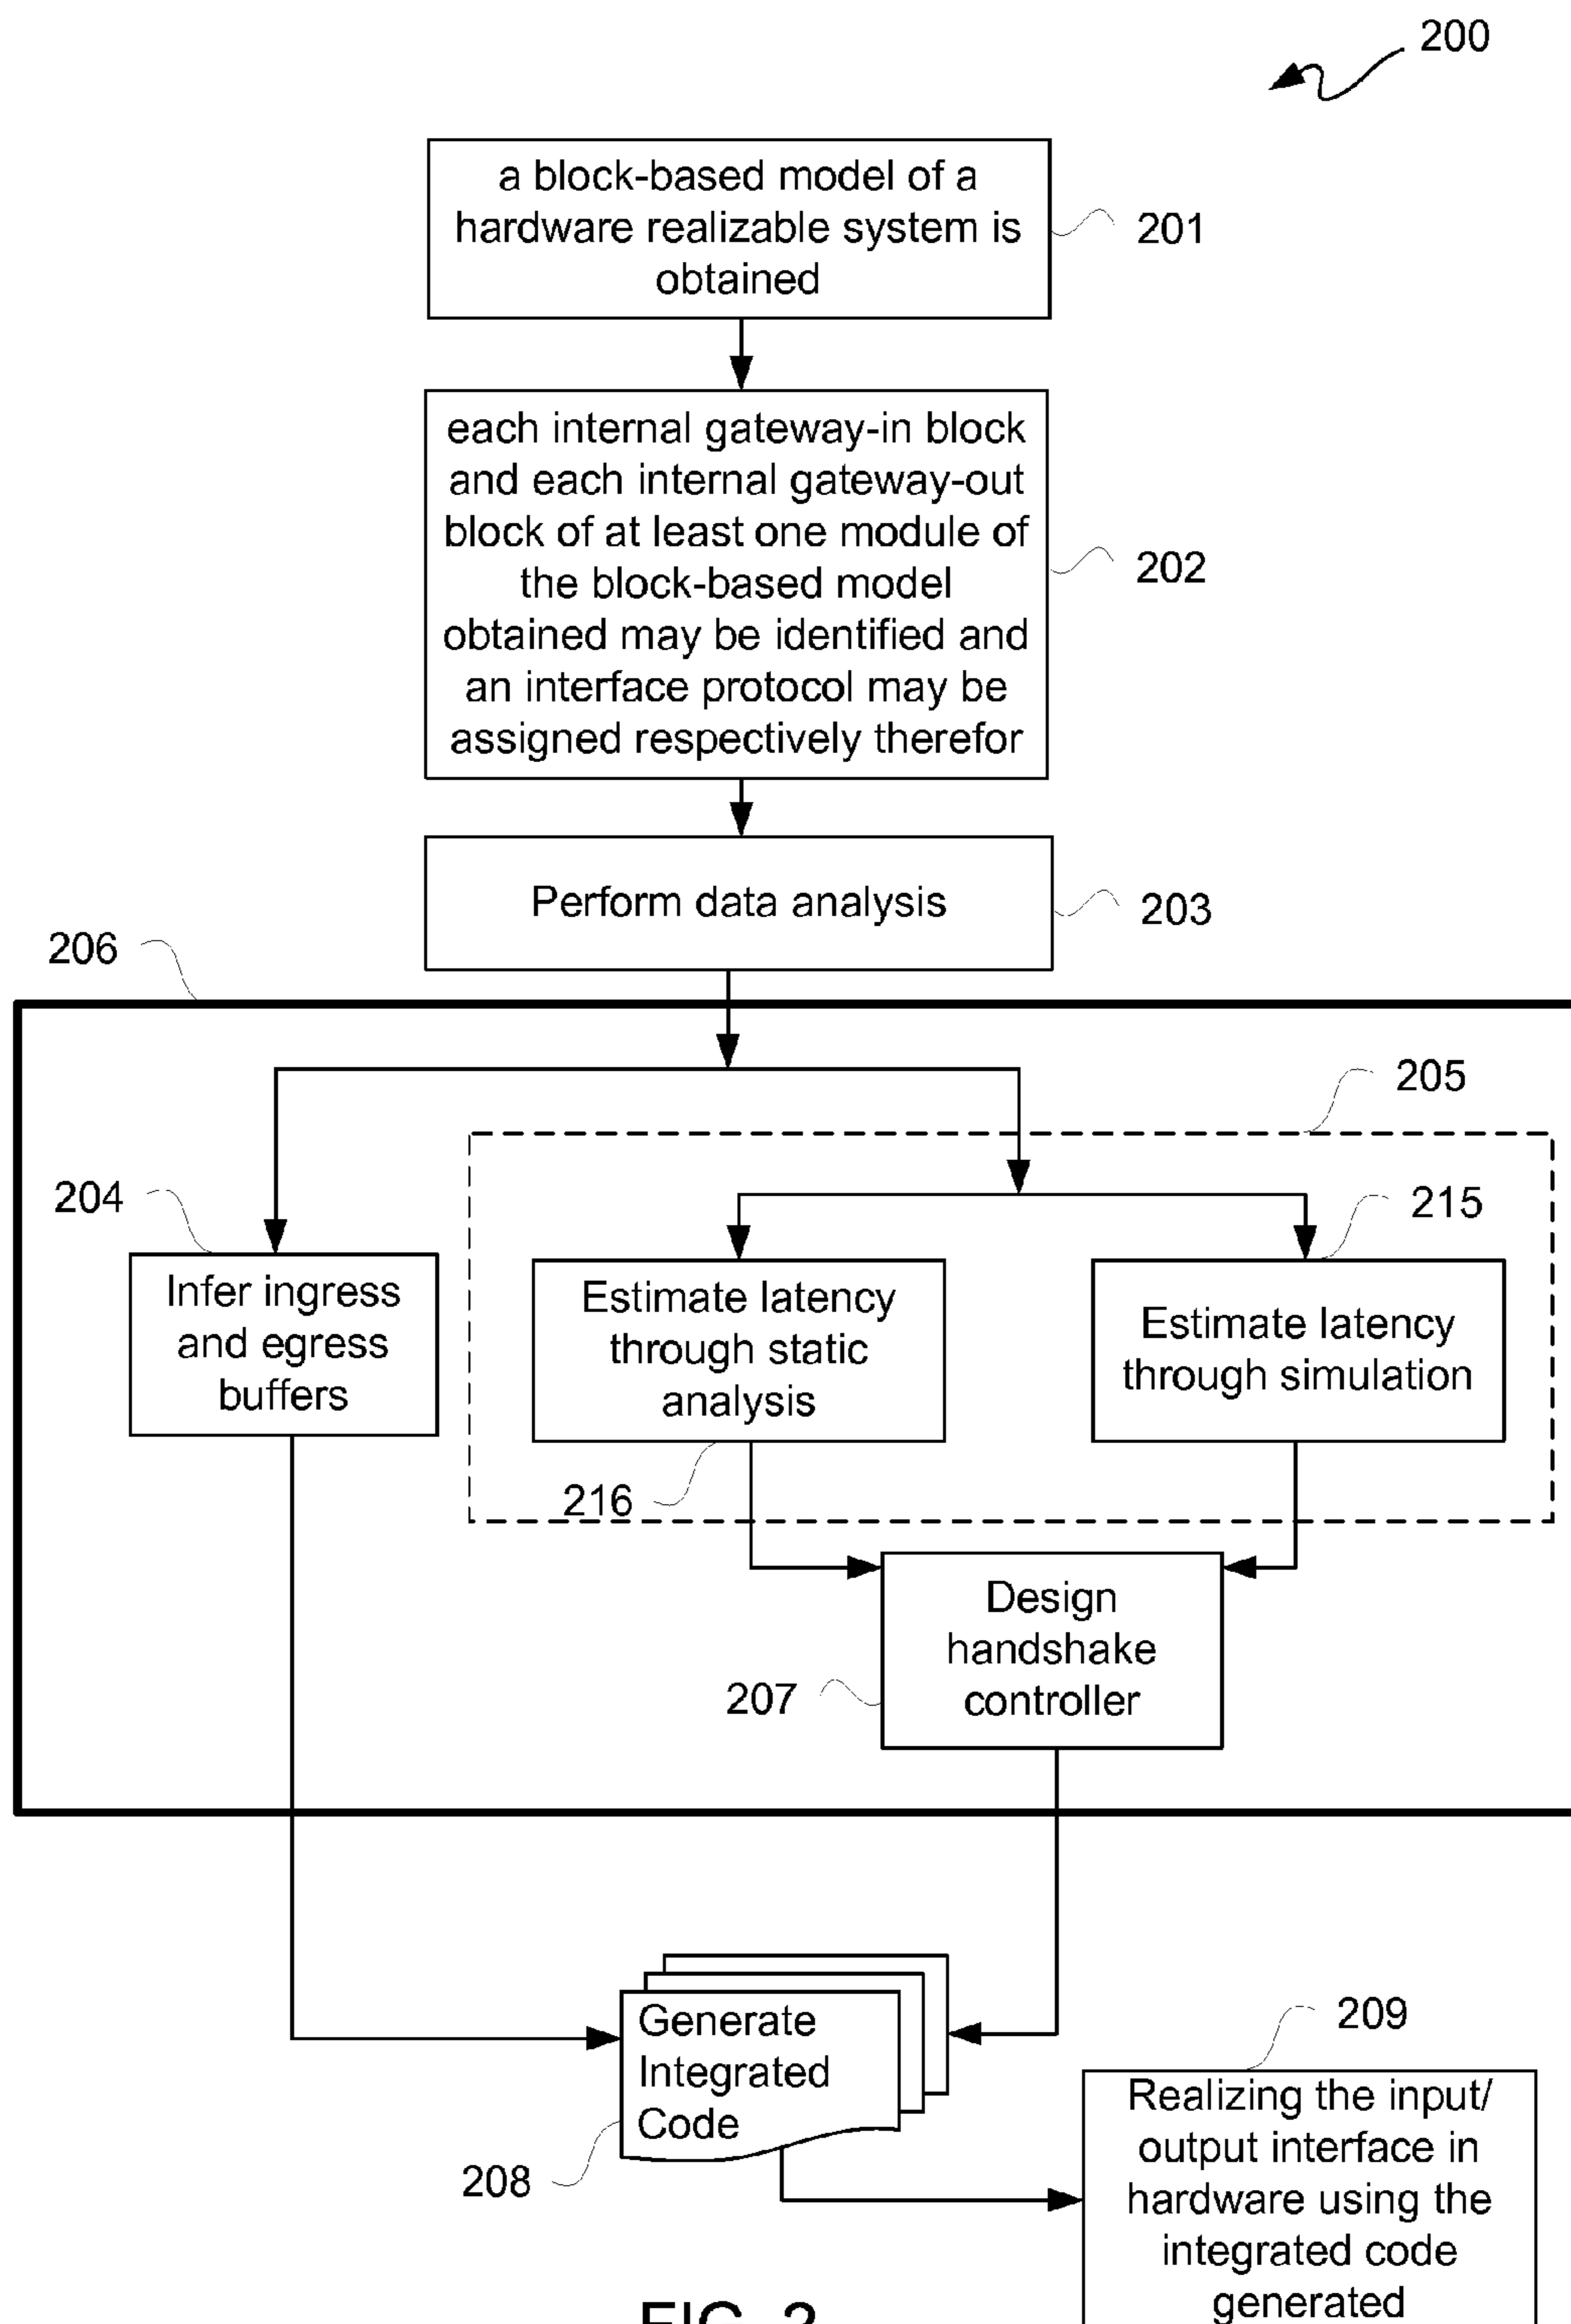 200
a block-based model of a
hardware realizable system is
obtained
201
each internal gateway-in block
and each internal gateway-out
block of at least one module of
the block-based model
obtained may be identified and
an interface protocol may be
assigned respectively therefor
202
Perform data analysis
203
206
205
204
215
Infer ingress
and egress
buffers
Estimate latency
through static
analysis
Estimate latency
through simulation
216
Design
handshake
controller
207
Generate
Integrated
Code
208
209
Realizing the input/
output interface in
hardware using the
integrated code
generated
FIG. 2